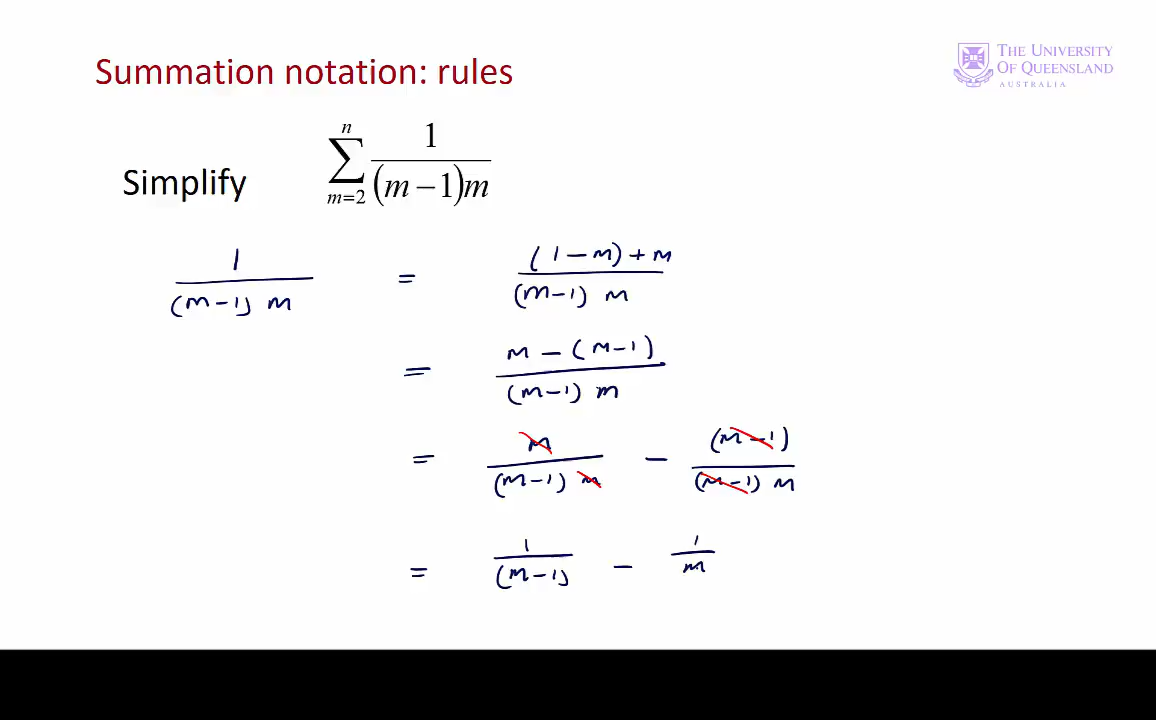 Summation notation: rules
THE UNIVERSITY
OF QUEENSLAND
AUSTRALIA
Simplify ∑_{m=2}^{n} 1/((m−1)m)
1/((m−1) m) = ((1−m)+m)/((m−1) m)
= (m−(m−1))/((m−1) m)
= m/((m−1) m) − (m−1)/((m−1) m)
= 1/(m−1) − 1/m